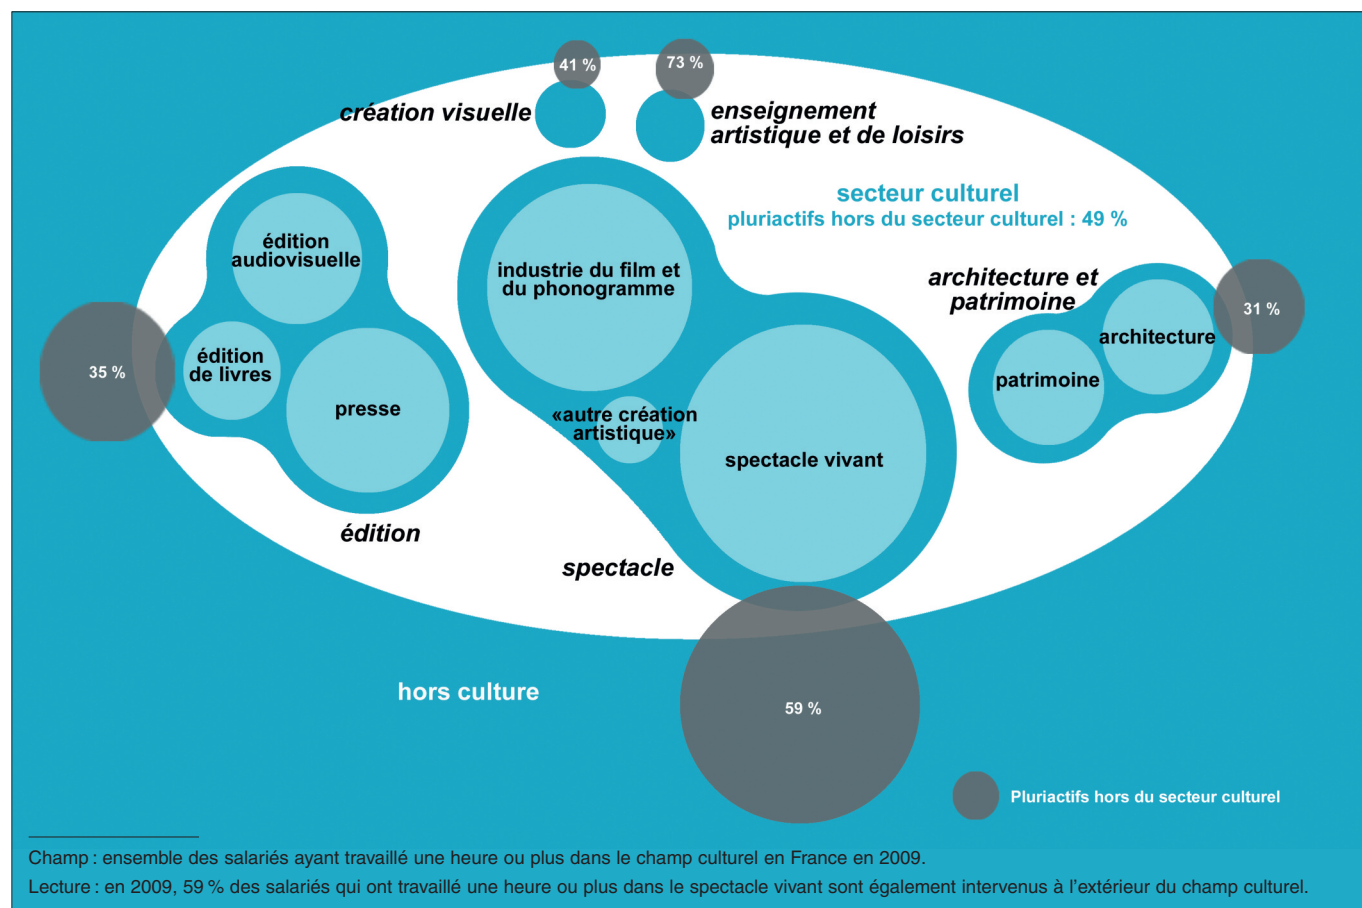 41 %
73 %
création visuelle
enseignement
artistique et de loisirs
secteur culturel
pluriactifs hors du secteur culturel : 49 %
édition
audiovisuelle
industrie du film et
du phonogramme
architecture et
patrimoine
31 %
architecture
35 %
édition
de livres
patrimoine
presse
«autre création
artistique»
spectacle vivant
édition
spectacle
hors culture
59 %
Pluriactifs hors du secteur culturel
Champ : ensemble des salariés ayant travaillé une heure ou plus dans le champ culturel en France en 2009.
Lecture : en 2009, 59 % des salariés qui ont travaillé une heure ou plus dans le spectacle vivant sont également intervenus à l’extérieur du champ culturel.